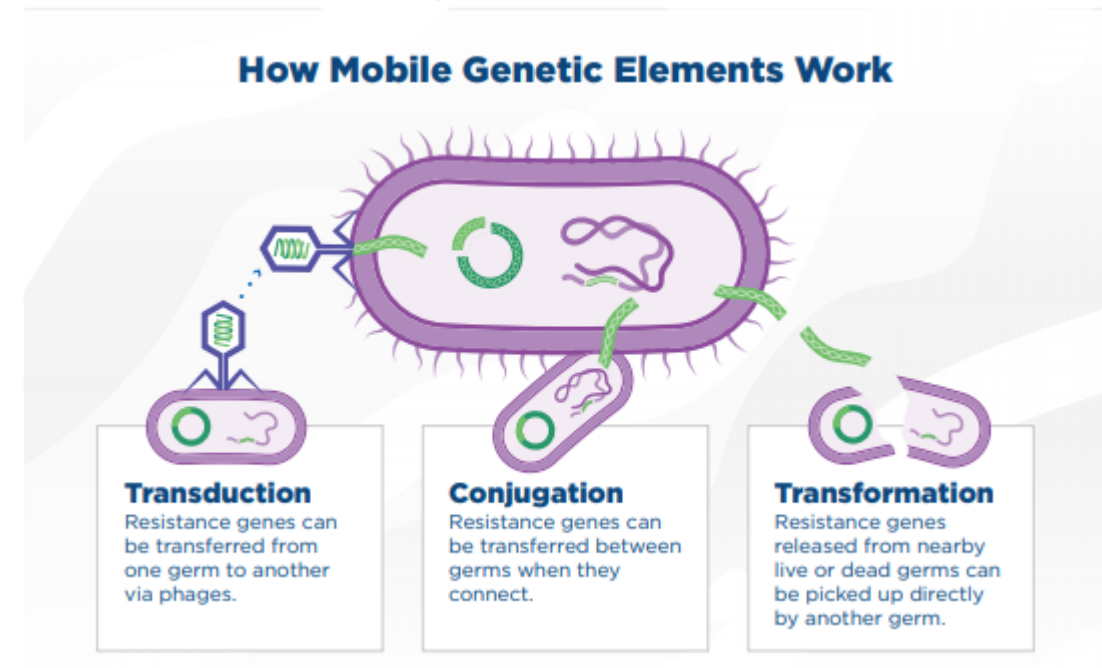 How Mobile Genetic Elements Work
Transduction
Resistance genes can
be transferred from
one germ to another
via phages.
Conjugation
Resistance genes can
be transferred between
germs when they
connect.
Transformation
Resistance genes
released from nearby
live or dead germs can
be picked up directly
by another germ.